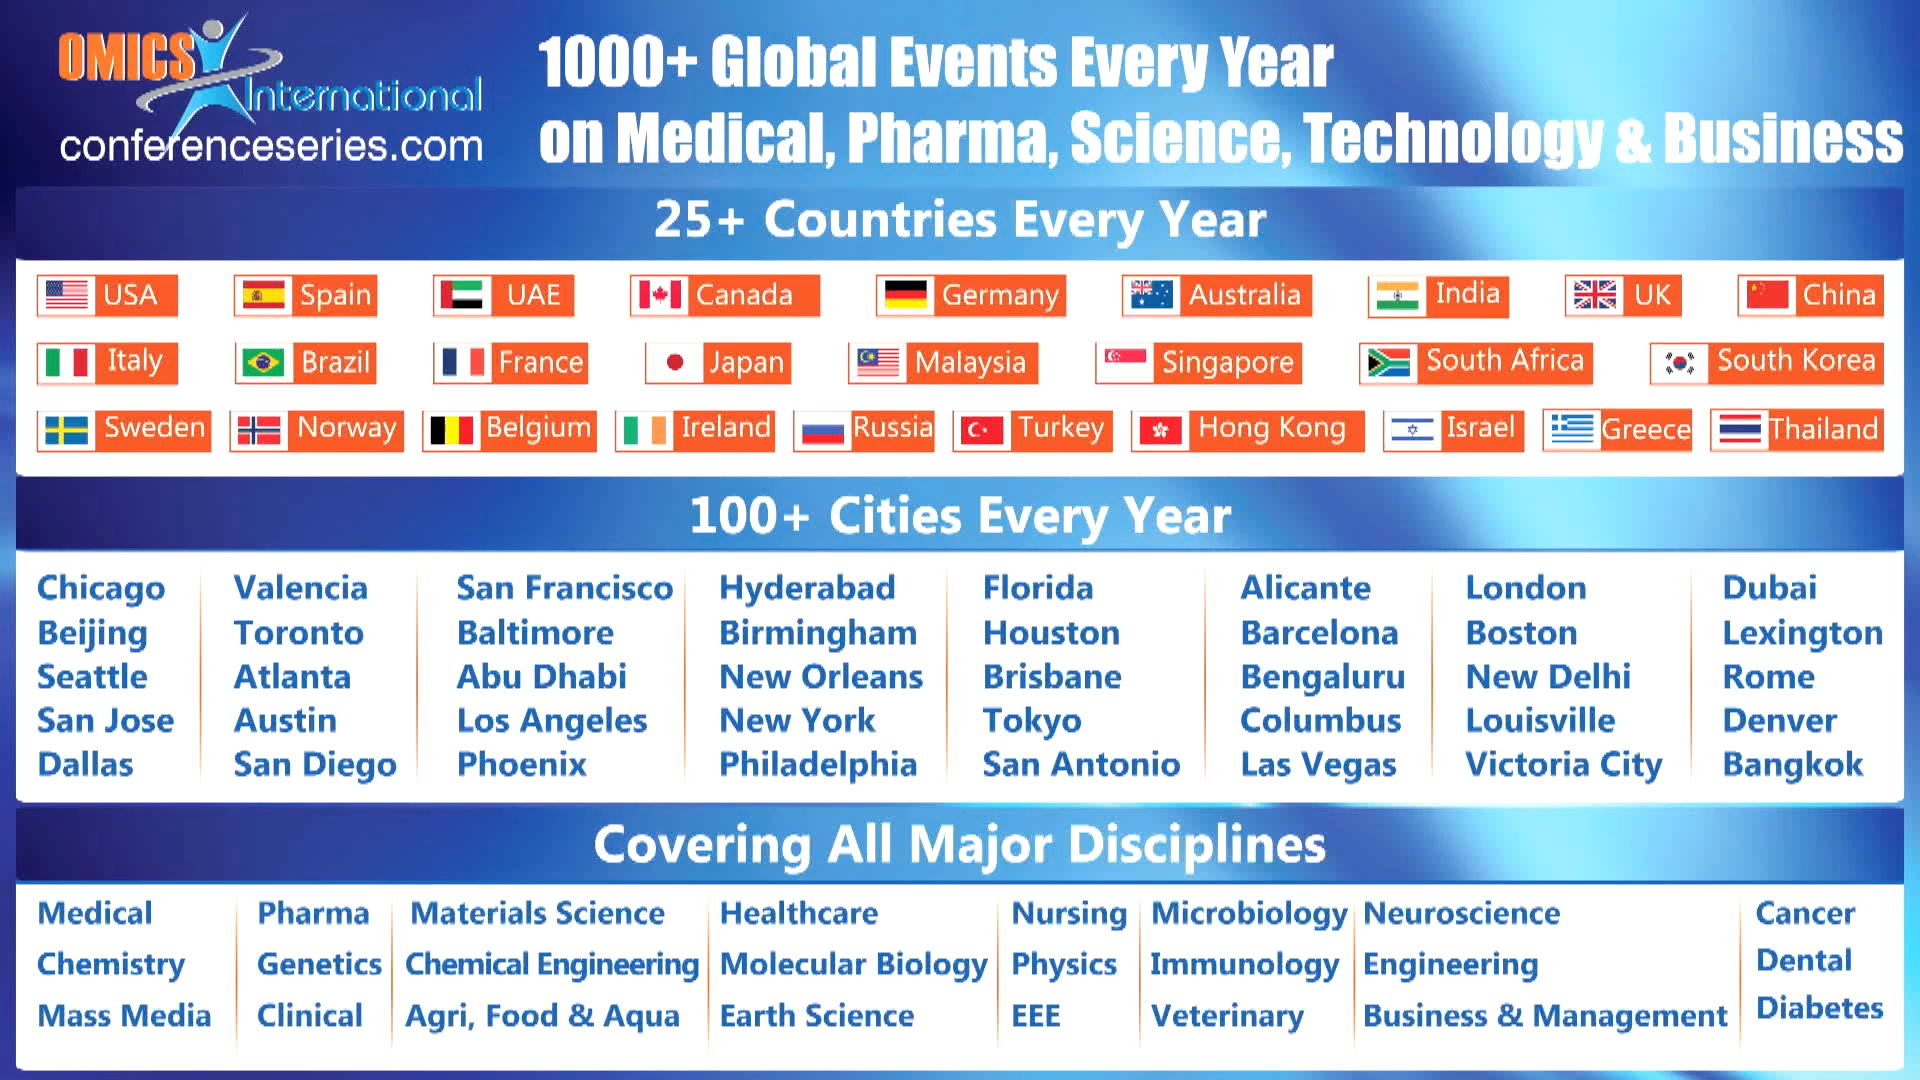 OMICS
International
conferenceseries.com
1000+ Global Events Every Year
on Medical, Pharma, Science, Technology & Business
25+ Countries Every Year
USA Spain UAE Canada Germany Australia India UK China
Italy Brazil France Japan Malaysia Singapore South Africa South Korea
Sweden Norway Belgium Ireland Russia Turkey Hong Kong Israel Greece Thailand
100+ Cities Every Year
Chicago Valencia San Francisco Hyderabad Florida Alicante London Dubai
Beijing Toronto Baltimore Birmingham Houston Barcelona Boston Lexington
Seattle Atlanta Abu Dhabi New Orleans Brisbane Bengaluru New Delhi Rome
San Jose Austin Los Angeles New York Tokyo Columbus Louisville Denver
Dallas San Diego Phoenix Philadelphia San Antonio Las Vegas Victoria City Bangkok
Covering All Major Disciplines
Medical Pharma Materials Science Healthcare Nursing Microbiology Neuroscience Cancer
Chemistry Genetics Chemical Engineering Molecular Biology Physics Immunology Engineering Dental
Mass Media Clinical Agri, Food & Aqua Earth Science EEE Veterinary Business & Management Diabetes